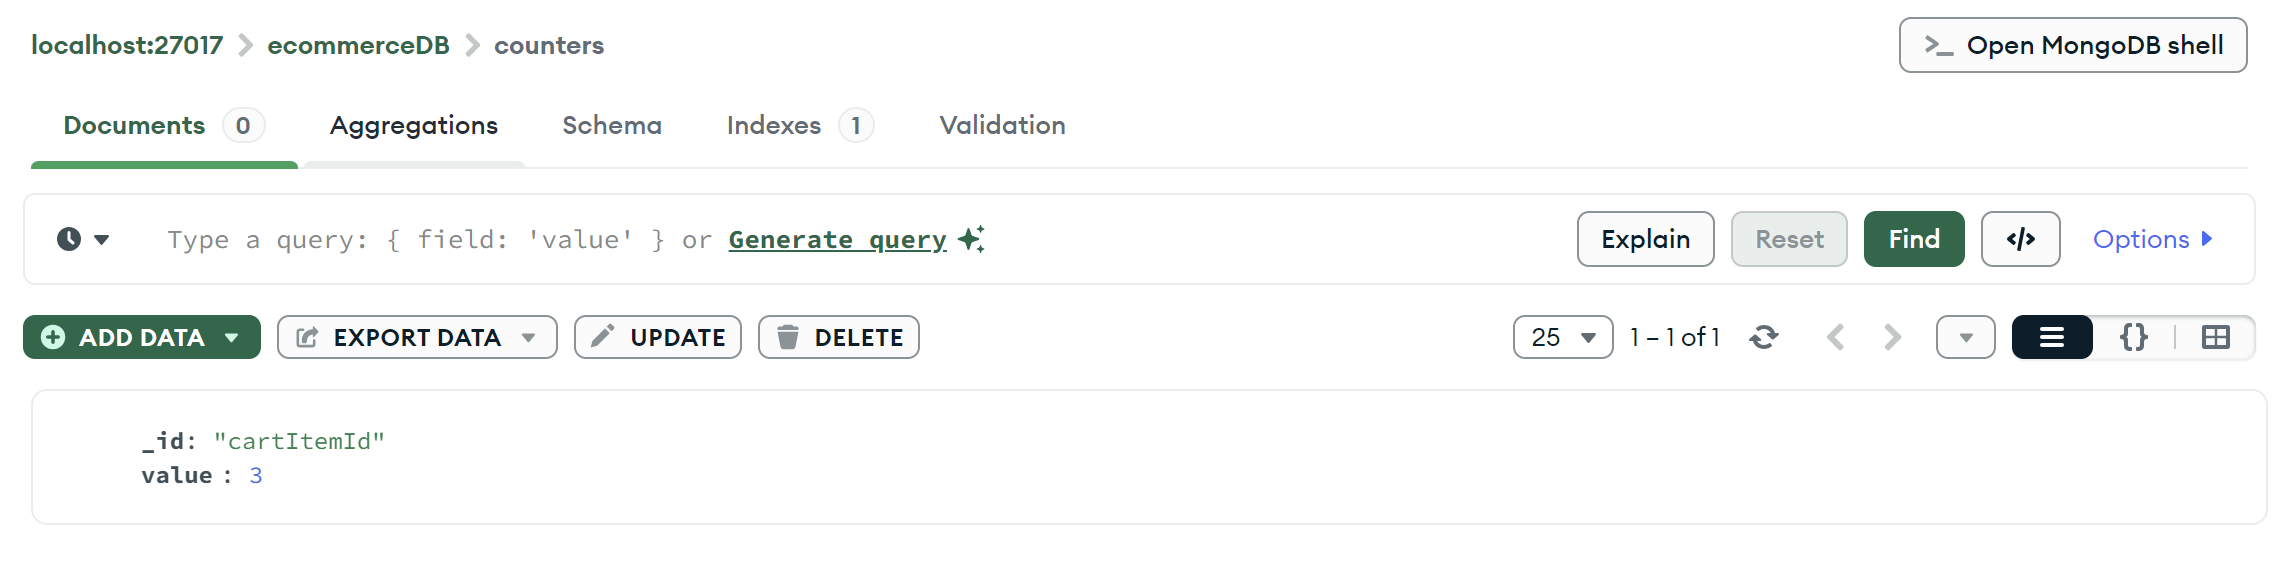 localhost:27017 > ecommerceDB > counters
>_ Open MongoDB shell
Documents 0 Aggregations Schema Indexes 1 Validation
Type a query: { field: 'value' } or Generate query
Explain Reset Find </> Options
ADD DATA EXPORT DATA UPDATE DELETE 25 1 – 1 of 1 {}
_id: "cartItemId"
value : 3